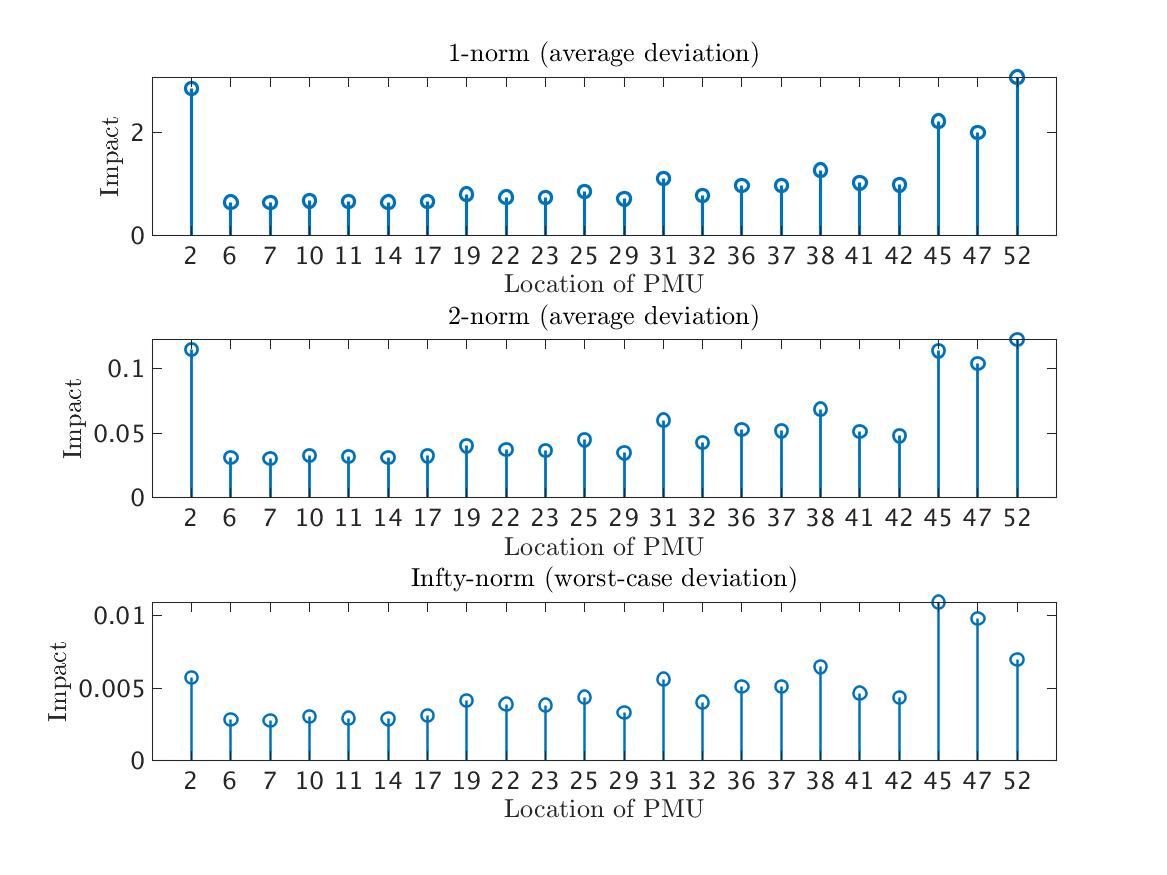 1-norm (average deviation)
2
0
Impact
2 6 7 10 11 14 17 19 22 23 25 29 31 32 36 37 38 41 42 45 47 52
Location of PMU
2-norm (average deviation)
0.1
0.05
0
Impact
2 6 7 10 11 14 17 19 22 23 25 29 31 32 36 37 38 41 42 45 47 52
Location of PMU
Infty-norm (worst-case deviation)
0.01
0.005
0
Impact
2 6 7 10 11 14 17 19 22 23 25 29 31 32 36 37 38 41 42 45 47 52
Location of PMU